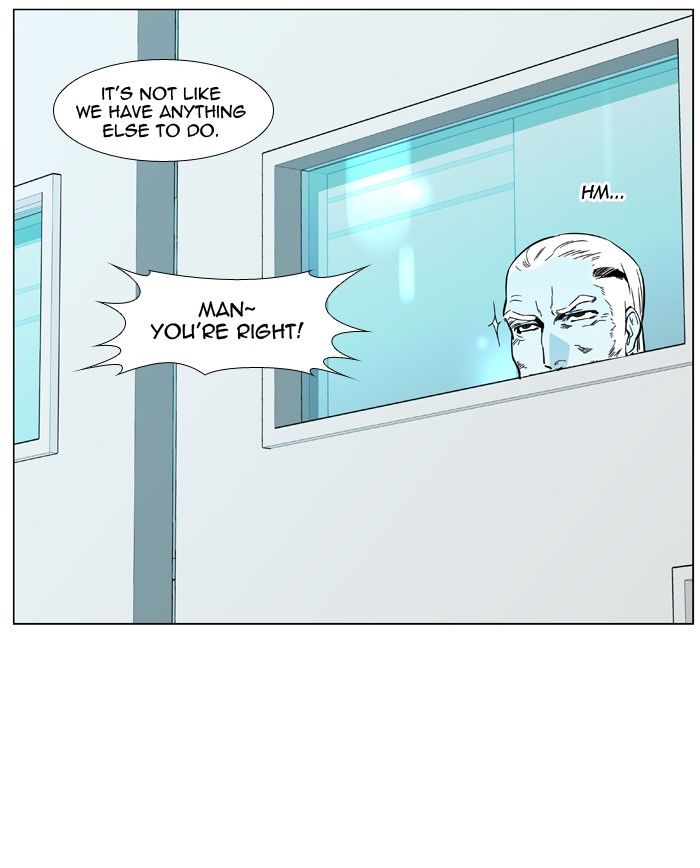 IT'S NOT LIKE
WE HAVE ANYTHING
ELSE TO DO.
HM...
MAN~
YOU'RE RIGHT!